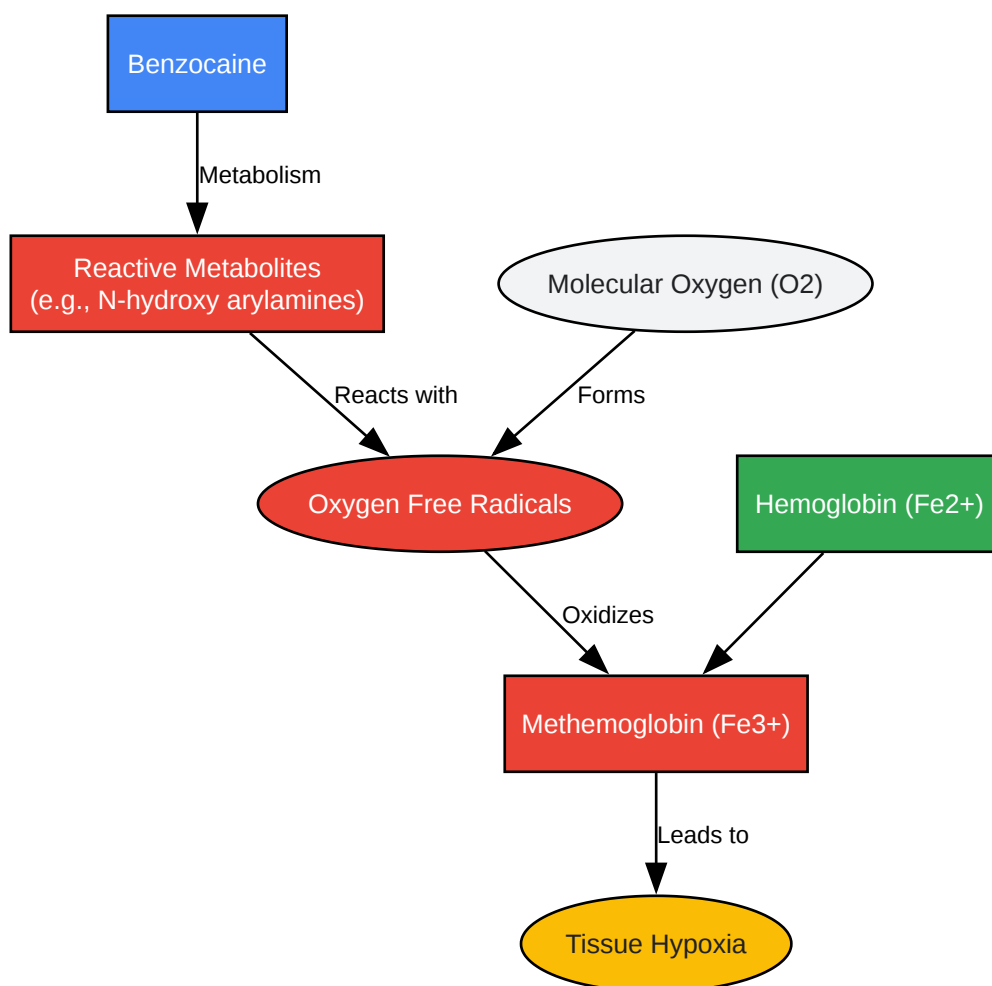 Benzocaine
Metabolism
Reactive Metabolites
(e.g., N-hydroxy arylamines)
Molecular Oxygen (O2)
Reacts with
Forms
Oxygen Free Radicals
Hemoglobin (Fe2+)
Oxidizes
Methemoglobin (Fe3+)
Leads to
Tissue Hypoxia